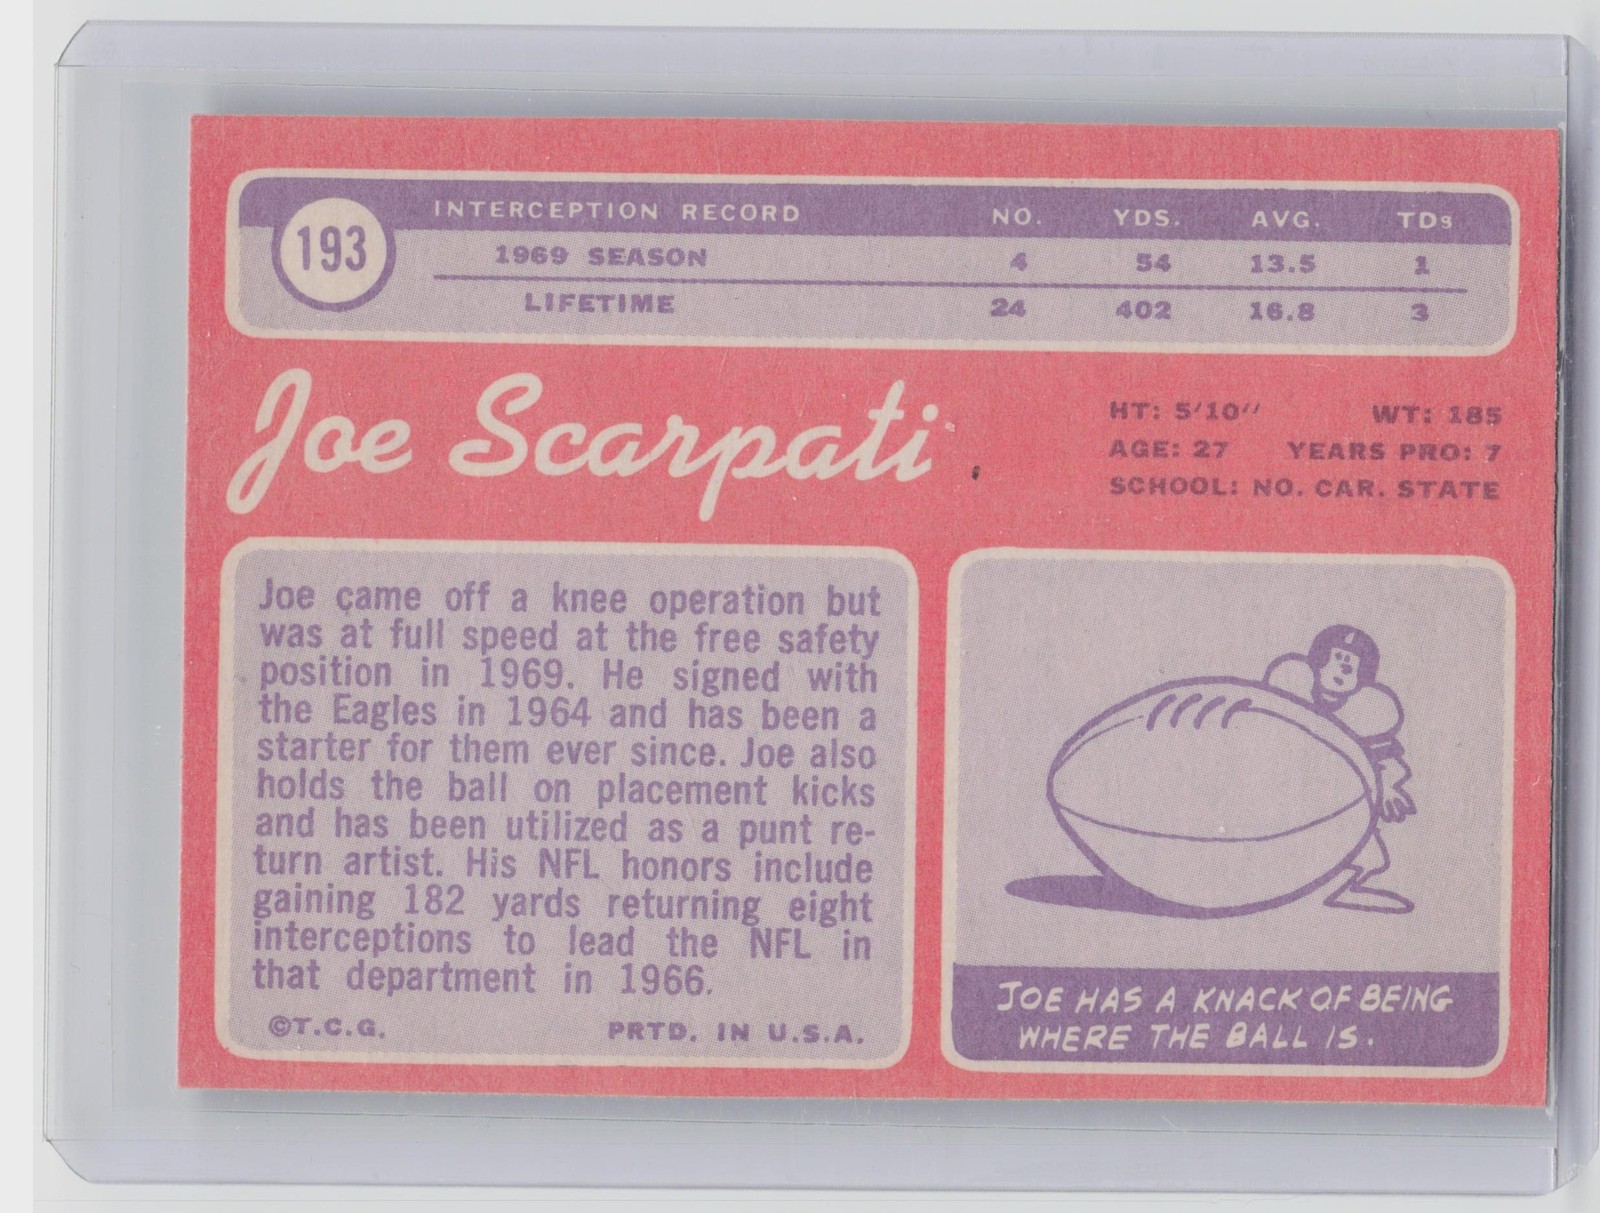 193
INTERCEPTION RECORD NO. YDS. AVG. TDs
1969 SEASON 4 54 13.5 1
LIFETIME 24 402 16.8 3
Joe Scarpati
HT: 5'10" WT: 185
AGE: 27 YEARS PRO: 7
SCHOOL: NO. CAR. STATE
Joe came off a knee operation but
was at full speed at the free safety
position in 1969. He signed with
the Eagles in 1964 and has been a
starter for them ever since. Joe also
holds the ball on placement kicks
and has been utilized as a punt re-
turn artist. His NFL honors include
gaining 182 yards returning eight
interceptions to lead the NFL in
that department in 1966.
©T.C.G. PRTD. IN U.S.A.
JOE HAS A KNACK OF BEING
WHERE THE BALL IS.